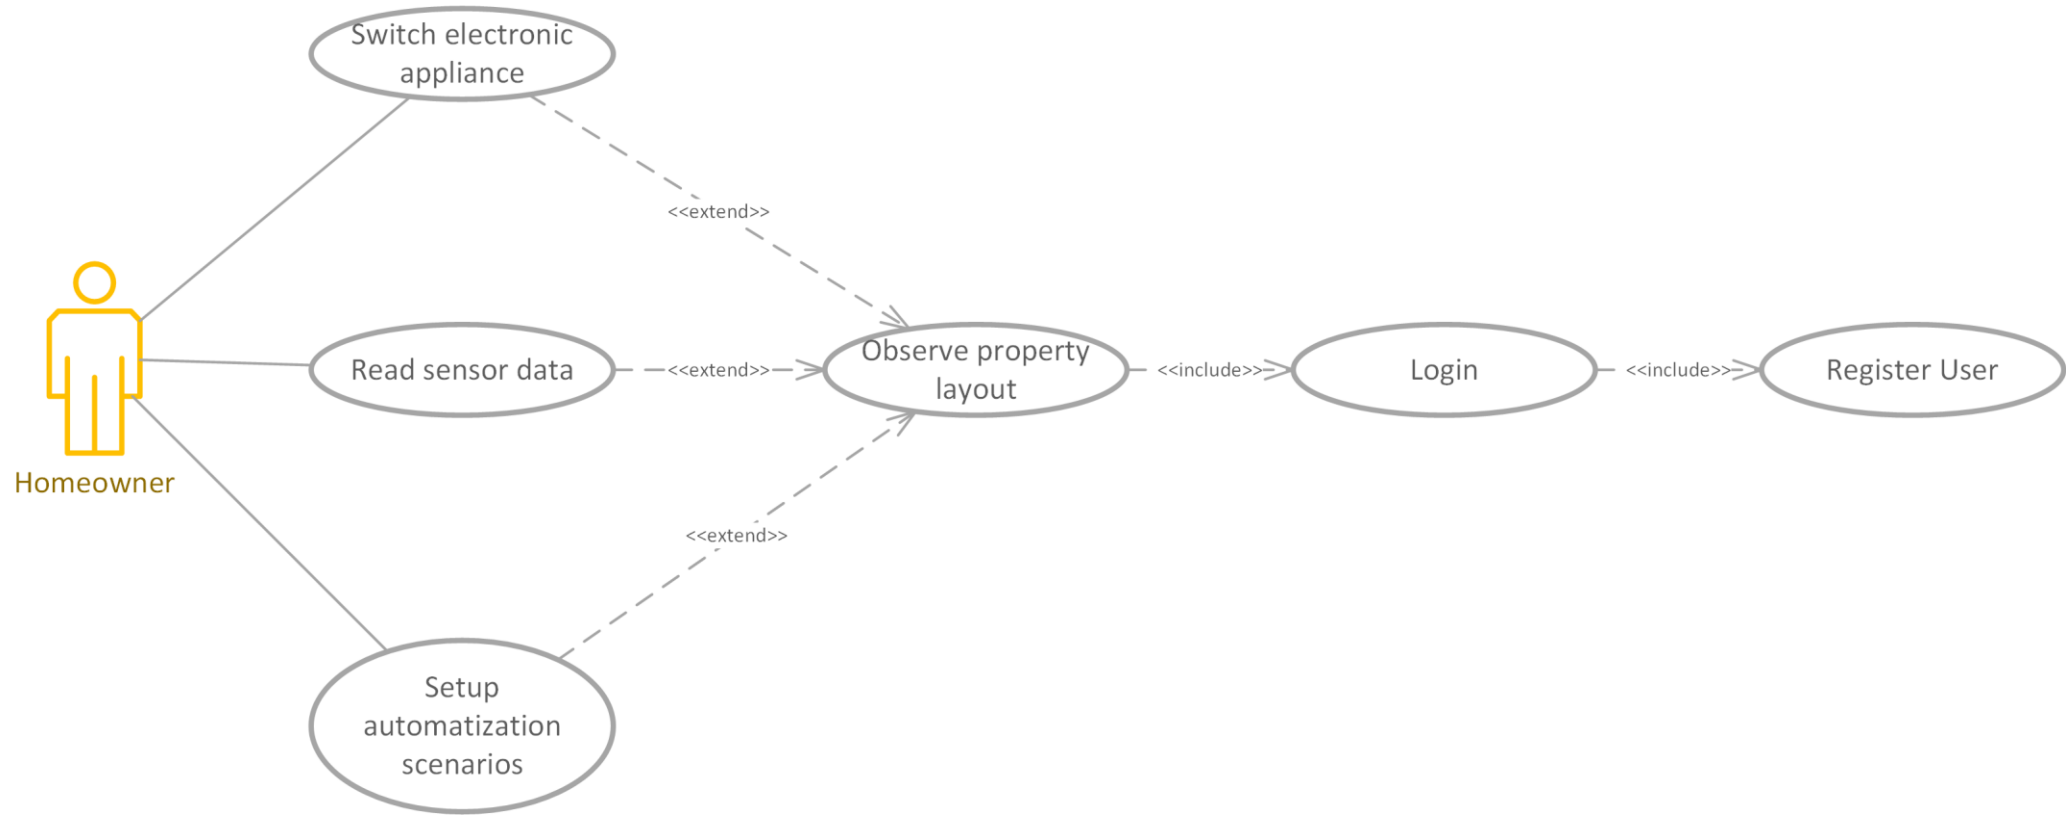 Switch electronic
appliance
<<extend>>
Read sensor data
<<extend>>
Observe property
layout
<<include>>
Login
<<include>>
Register User
Homeowner
<<extend>>
Setup
automatization
scenarios